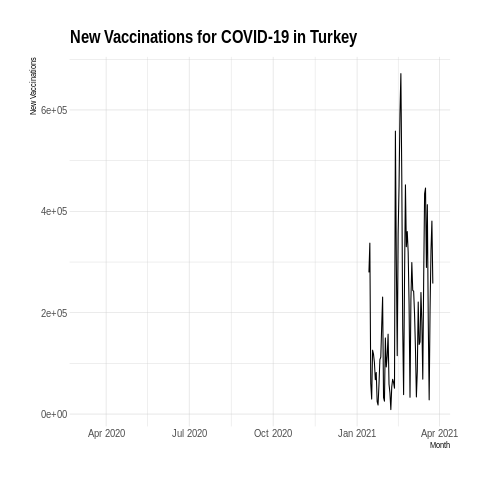 New Vaccinations for COVID-19 in Turkey
New Vaccinations
6e+05
4e+05
2e+05
0e+00
Apr 2020 Jul 2020 Oct 2020 Jan 2021 Apr 2021
Month